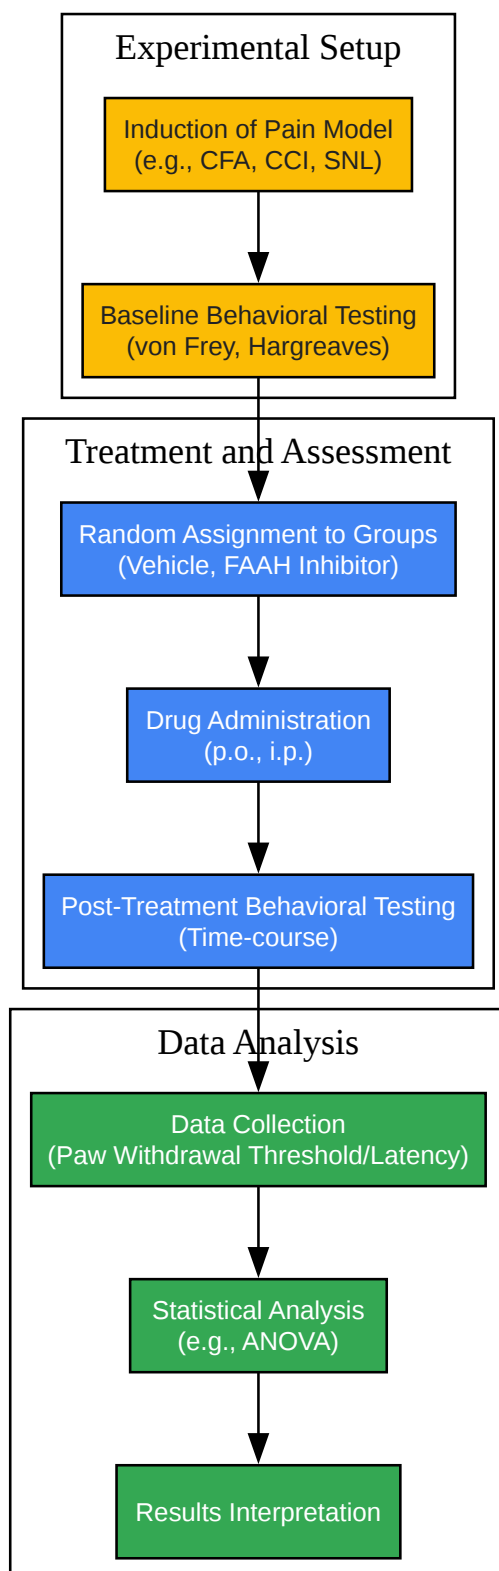 Experimental Setup
Induction of Pain Model
(e.g., CFA, CCI, SNL)
Baseline Behavioral Testing
(von Frey, Hargreaves)
Treatment and Assessment
Random Assignment to Groups
(Vehicle, FAAH Inhibitor)
Drug Administration
(p.o., i.p.)
Post-Treatment Behavioral Testing
(Time-course)
Data Analysis
Data Collection
(Paw Withdrawal Threshold/Latency)
Statistical Analysis
(e.g., ANOVA)
Results Interpretation